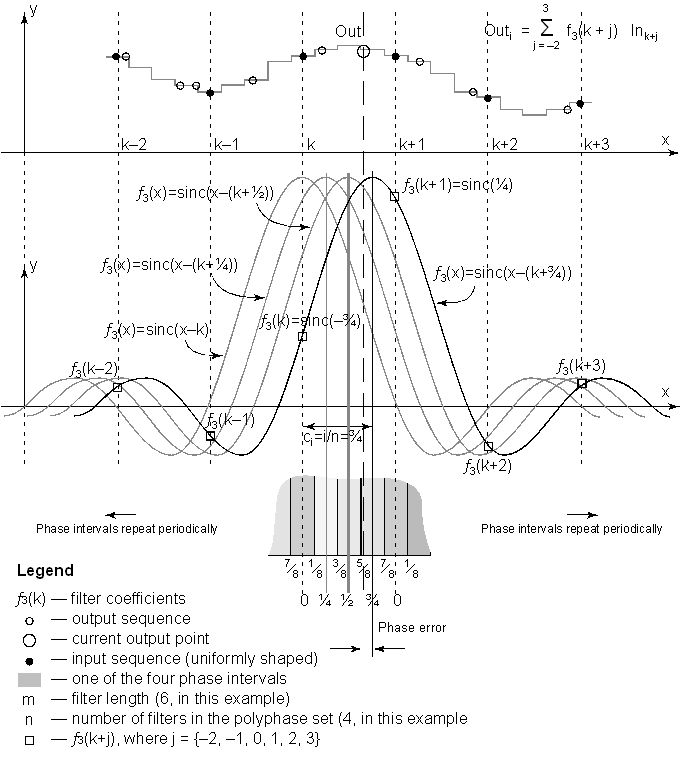 y
Out
Outi = Σ f3(k + j) Ink+j
3
j = –2
k–2 k–1 k k+1 k+2 k+3 x
f3(x)=sinc(x–(k+½))
f3(k+1)=sinc(¼)
y
f3(x)=sinc(x–(k+¼))
f3(x)=sinc(x–(k+¾))
f3(x)=sinc(x–k)
f3(k)=sinc(–¾)
f3(k–2)
f3(k+3)
x
f3(k–1)
ci=i/n=¾
f3(k+2)
Phase intervals repeat periodically
Phase intervals repeat periodically
⅞ ⅛ ⅜ ⅝ ⅞ ⅛
0 ¼ ½ ¾ 0
Phase error
Legend
f3(k) — filter coefficients
— output sequence
— current output point
— input sequence (uniformly shaped)
— one of the four phase intervals
m — filter length (6, in this example)
n — number of filters in the polyphase set (4, in this example
— f3(k+j), where j = {–2, –1, 0, 1, 2, 3}